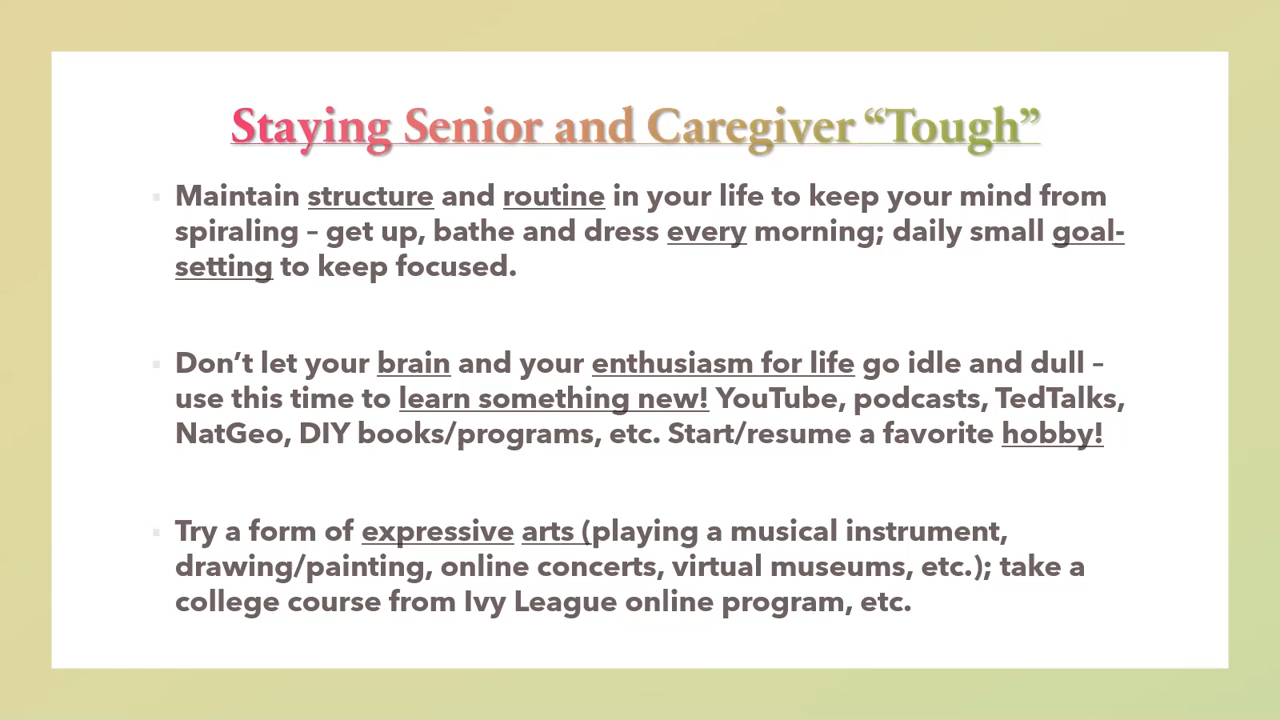 Staying Senior and Caregiver “Tough”
Maintain structure and routine in your life to keep your mind from
spiraling – get up, bathe and dress every morning; daily small goal-
setting to keep focused.
Don’t let your brain and your enthusiasm for life go idle and dull –
use this time to learn something new! YouTube, podcasts, TedTalks,
NatGeo, DIY books/programs, etc. Start/resume a favorite hobby!
Try a form of expressive arts (playing a musical instrument,
drawing/painting, online concerts, virtual museums, etc.); take a
college course from Ivy League online program, etc.